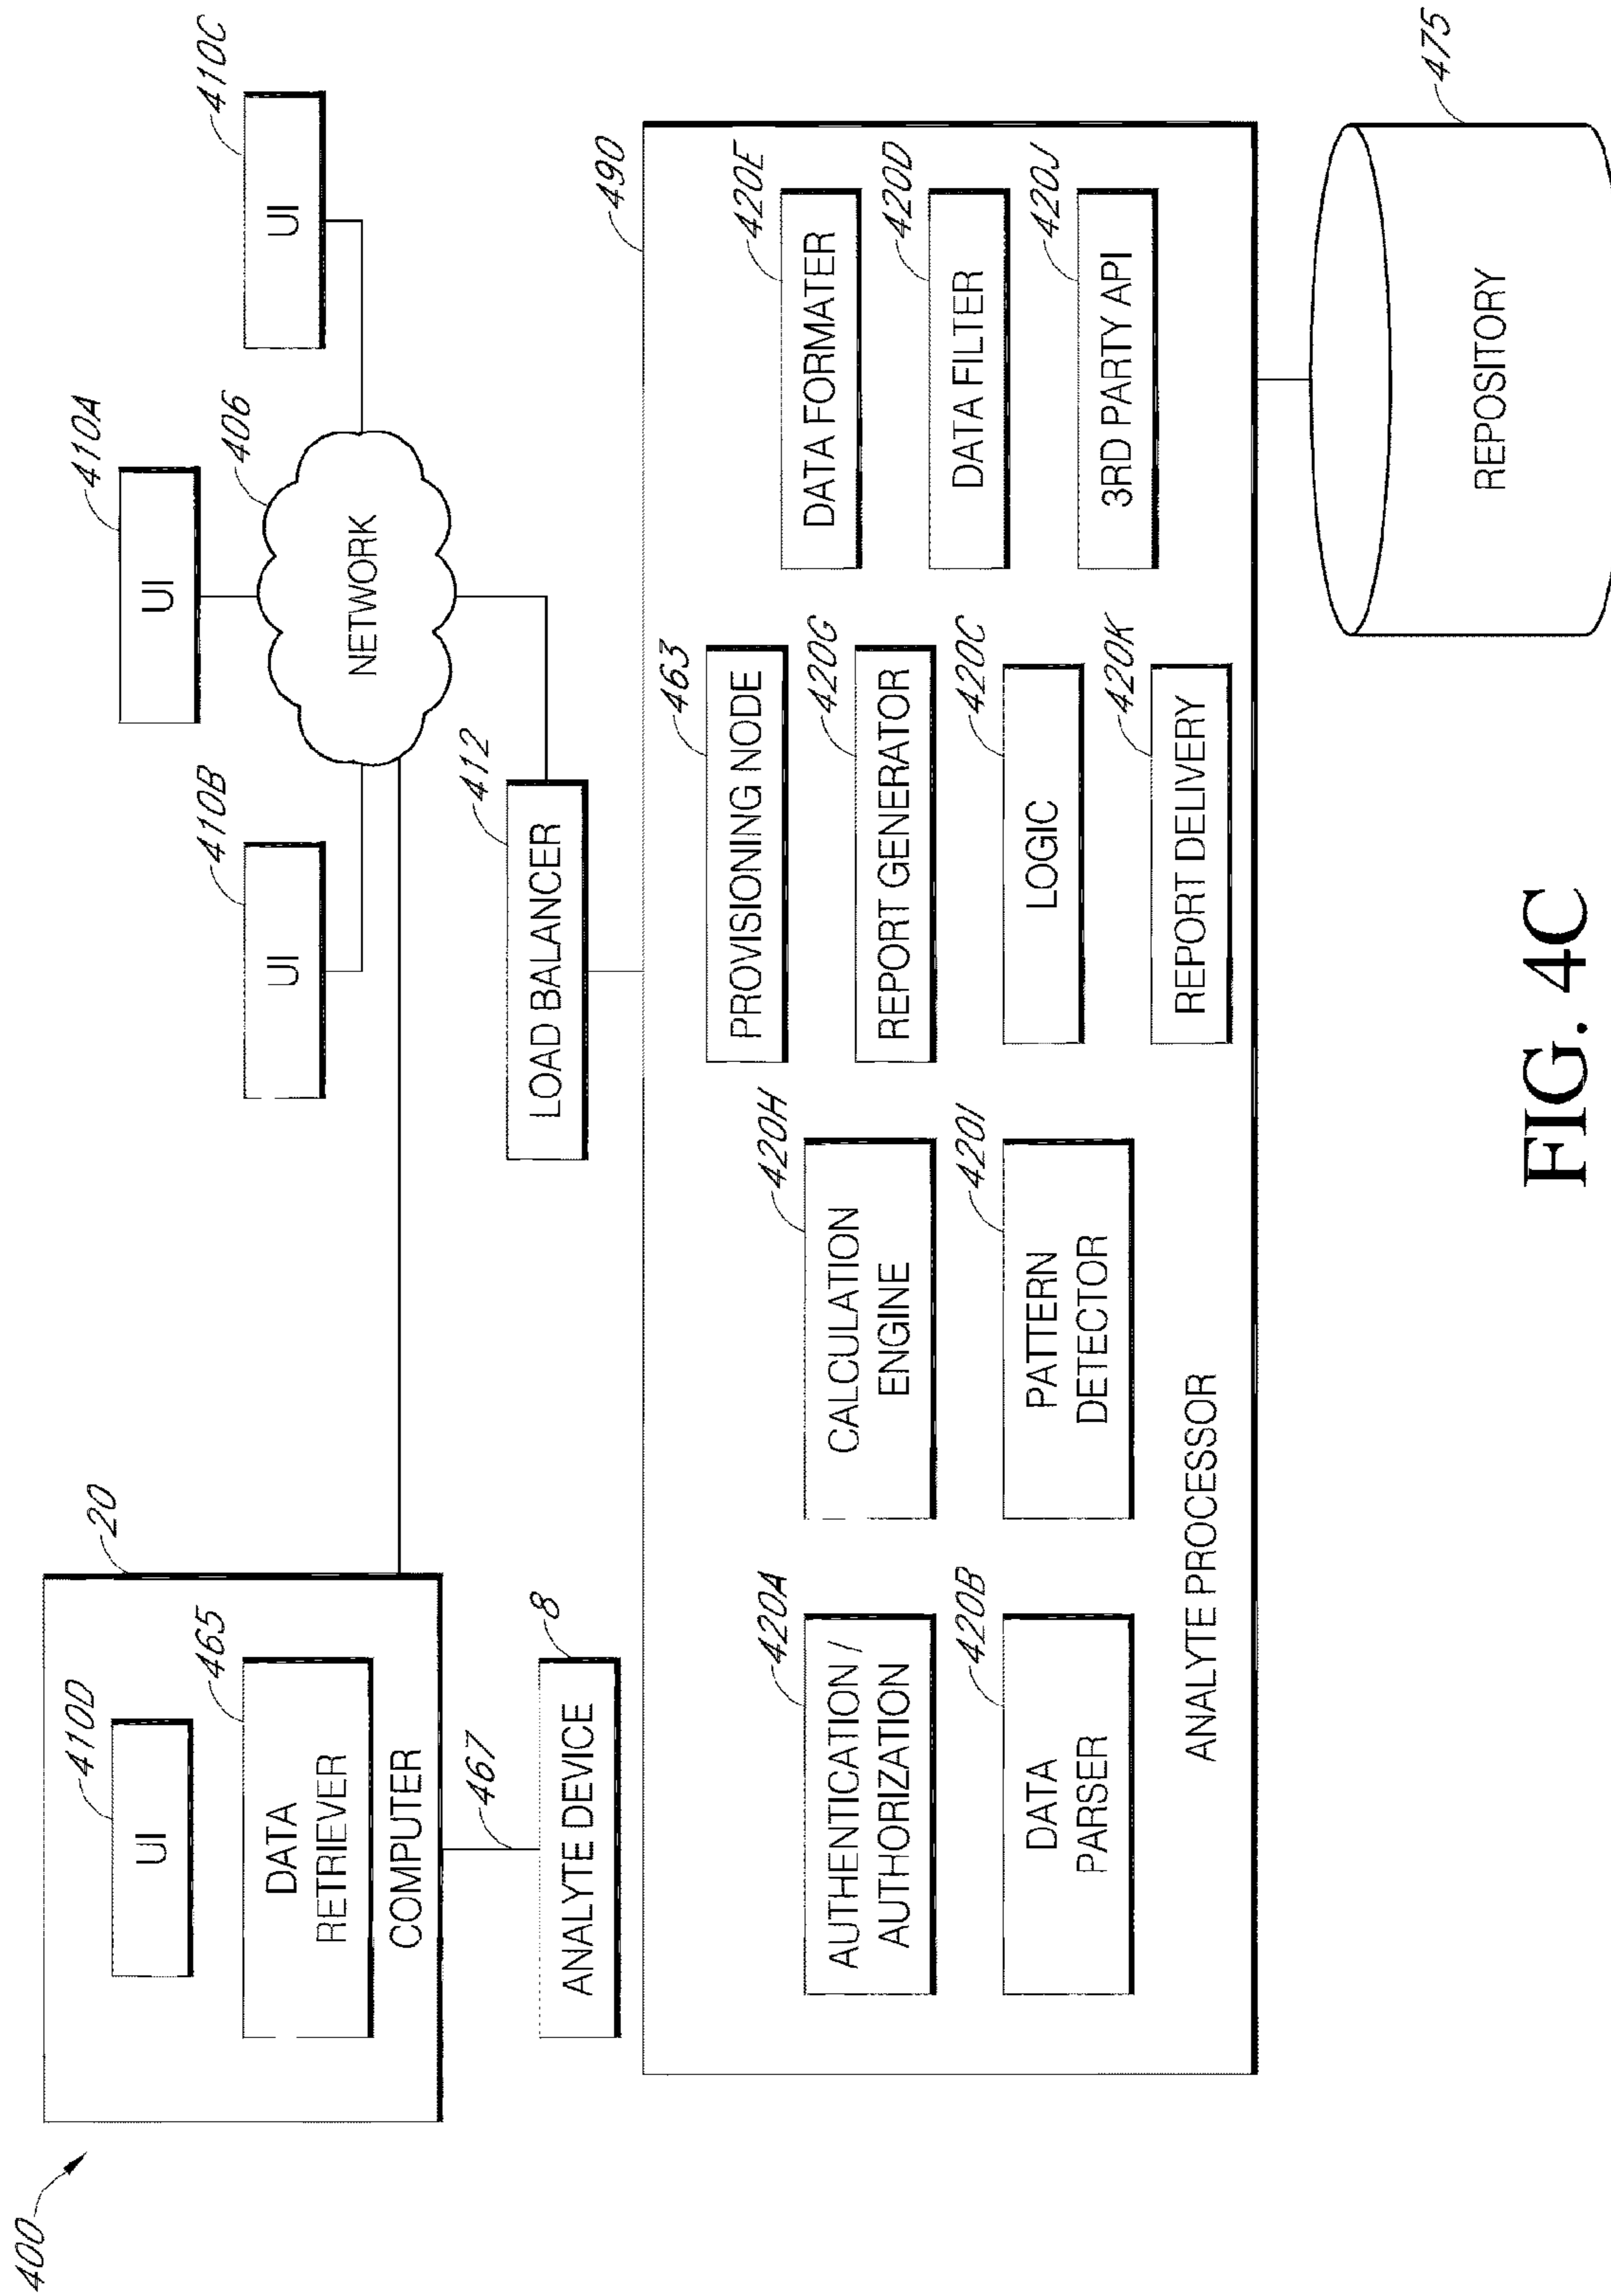 400
20
410D
UI
465
DATA
RETRIEVER
COMPUTER
467
8
ANALYTE DEVICE
410B
UI
410A
UI
410C
UI
406
NETWORK
412
LOAD BALANCER
490
420A
AUTHENTICATION /
AUTHORIZATION
420B
DATA
PARSER
420H
CALCULATION
ENGINE
420I
PATTERN
DETECTOR
463
PROVISIONING NODE
420G
REPORT GENERATOR
420C
LOGIC
420K
REPORT DELIVERY
420E
DATA FORMATER
420D
DATA FILTER
420J
3RD PARTY API
ANALYTE PROCESSOR
475
REPOSITORY
FIG. 4C